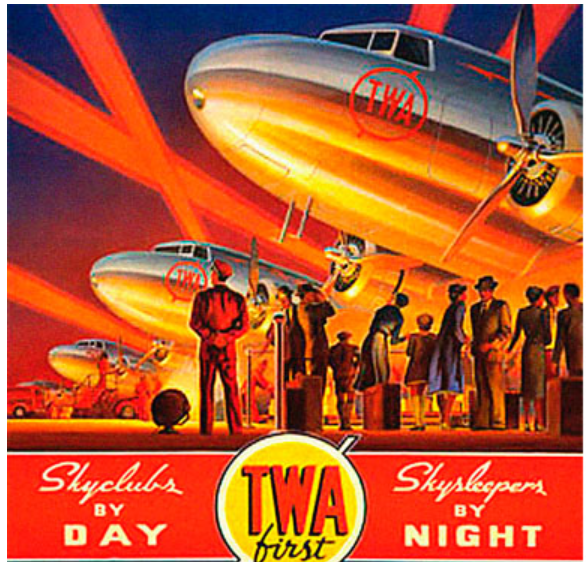 TWA
TWA
Skyclubs
BY
DAY
TWA
first
Skysleepers
BY
NIGHT